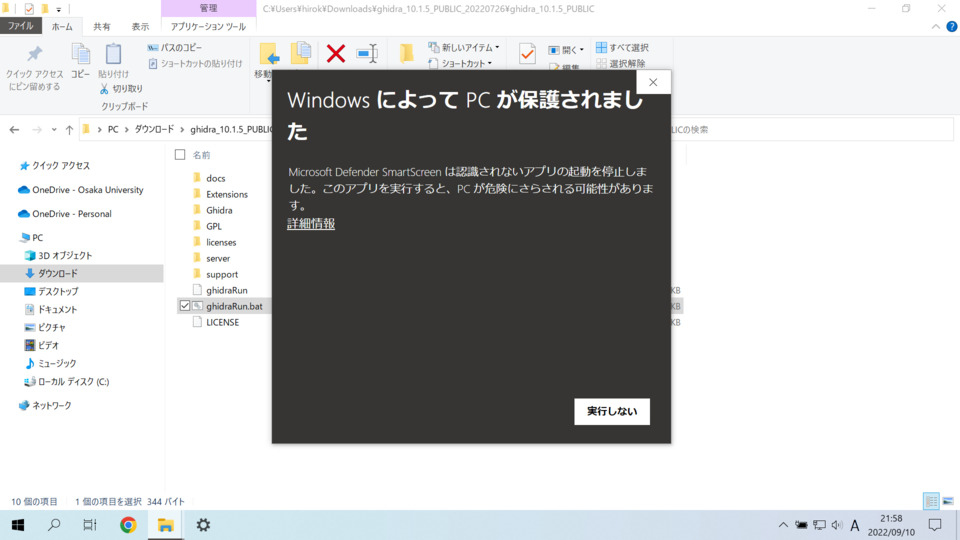 管理
C:¥Users¥hirok¥Downloads¥ghidra_10.1.5_PUBLIC_20220726¥ghidra_10.1.5_PUBLIC
ファイル ホーム 共有 表示 アプリケーション ツール
クイック アクセス
にピン留めする
コピー
貼り付け
パスのコピー
ショートカットの貼り付け
切り取り
クリップボード
移動
新しいアイテム
ショートカット
開く
編集
すべて選択
選択解除
PC ダウンロード ghidra_10.1.5_PUBLIC
LICの検索
クイック アクセス
OneDrive - Osaka University
OneDrive - Personal
PC
3D オブジェクト
ダウンロード
デスクトップ
ドキュメント
ピクチャ
ビデオ
ミュージック
ローカル ディスク (C:)
ネットワーク
名前
docs
Extensions
Ghidra
GPL
licenses
server
support
ghidraRun
KB
ghidraRun.bat
KB
LICENSE
KB
Windows によって PC が保護されまし
た
Microsoft Defender SmartScreen は認識されないアプリの起動を停止しま
した。このアプリを実行すると、PC が危険にさらされる可能性がありま
す。
詳細情報
実行しない
10 個の項目 1 個の項目を選択 344 バイト
A
21:58
2022/09/10